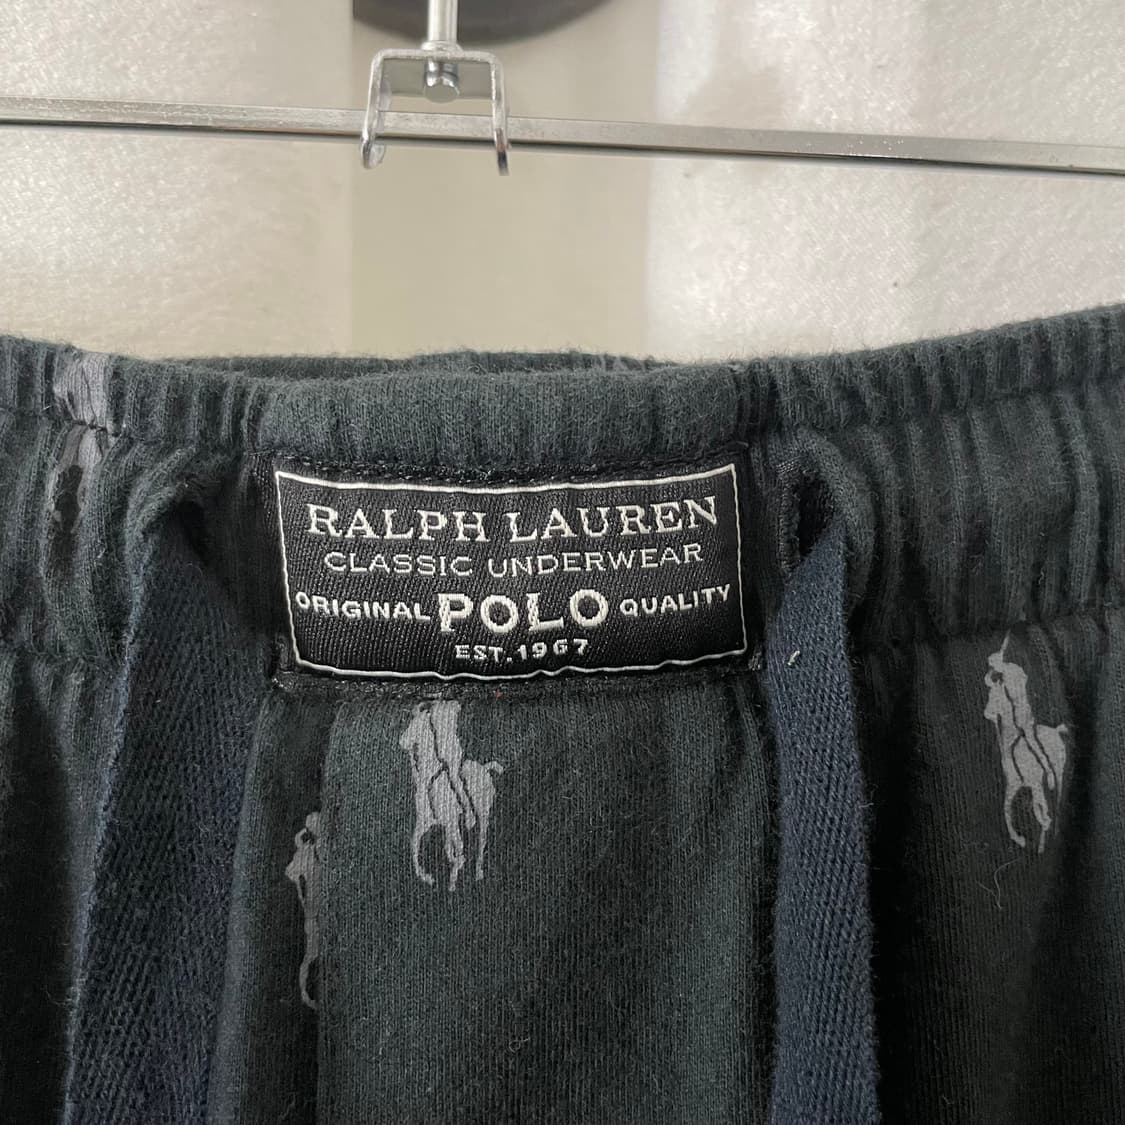 RALPH LAUREN
CLASSIC UNDERWEAR
ORIGINAL POLO QUALITY
EST. 1967